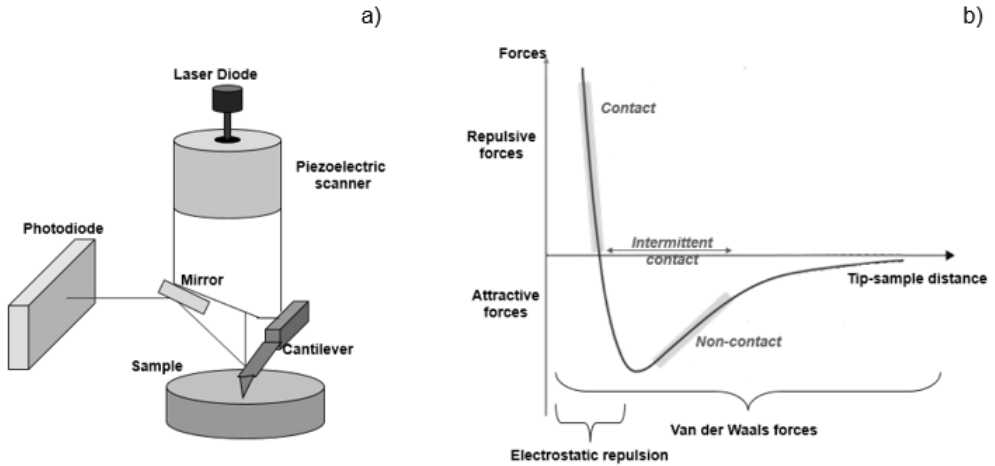 a)
Laser Diode
Piezoelectric
scanner
Photodiode
Mirror
Cantilever
Sample
b)
Forces
Contact
Repulsive
forces
Intermittent
contact
Tip-sample distance
Attractive
forces
Non-contact
Van der Waals forces
Electrostatic repulsion